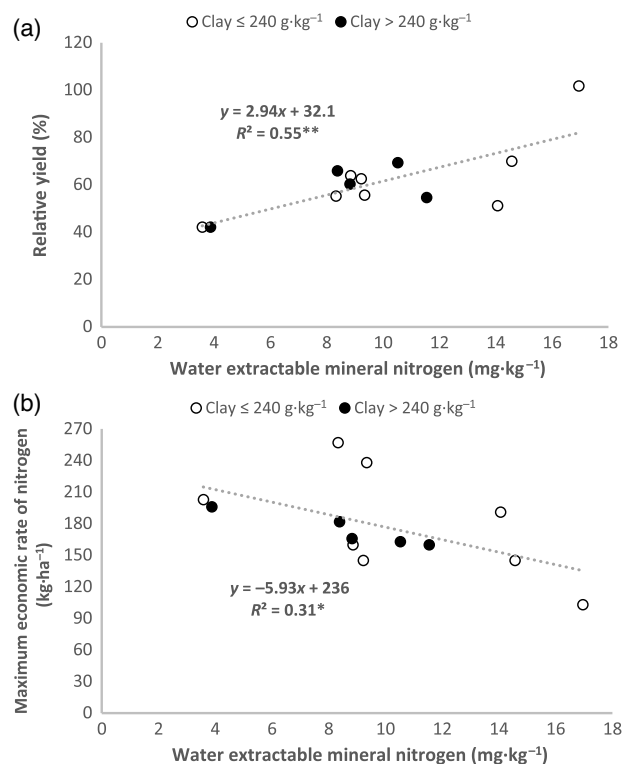 (a)
Clay ≤ 240 g·kg⁻¹ Clay > 240 g·kg⁻¹
120
100
80
60
40
20
0
Relative yield (%)
y = 2.94x + 32.1
R² = 0.55**
0 2 4 6 8 10 12 14 16 18
Water extractable mineral nitrogen (mg·kg⁻¹)
(b)
Clay ≤ 240 g·kg⁻¹ Clay > 240 g·kg⁻¹
270
240
210
180
150
120
90
60
30
0
Maximum economic rate of nitrogen
(kg·ha⁻¹)
y = –5.93x + 236
R² = 0.31*
0 2 4 6 8 10 12 14 16 18
Water extractable mineral nitrogen (mg·kg⁻¹)